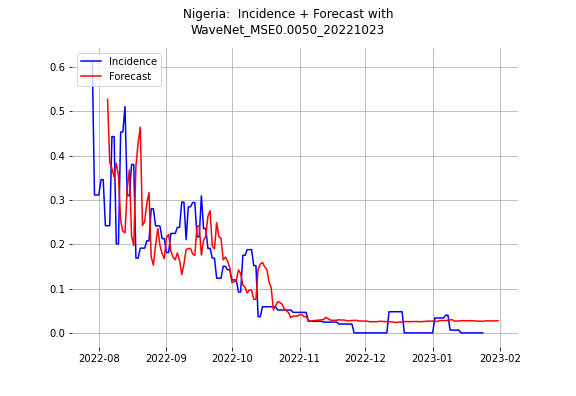 Nigeria:  Incidence + Forecast with
WaveNet_MSE0.0050_20221023
Incidence
Forecast
0.6
0.5
0.4
0.3
0.2
0.1
0.0
2022-08 2022-09 2022-10 2022-11 2022-12 2023-01 2023-02